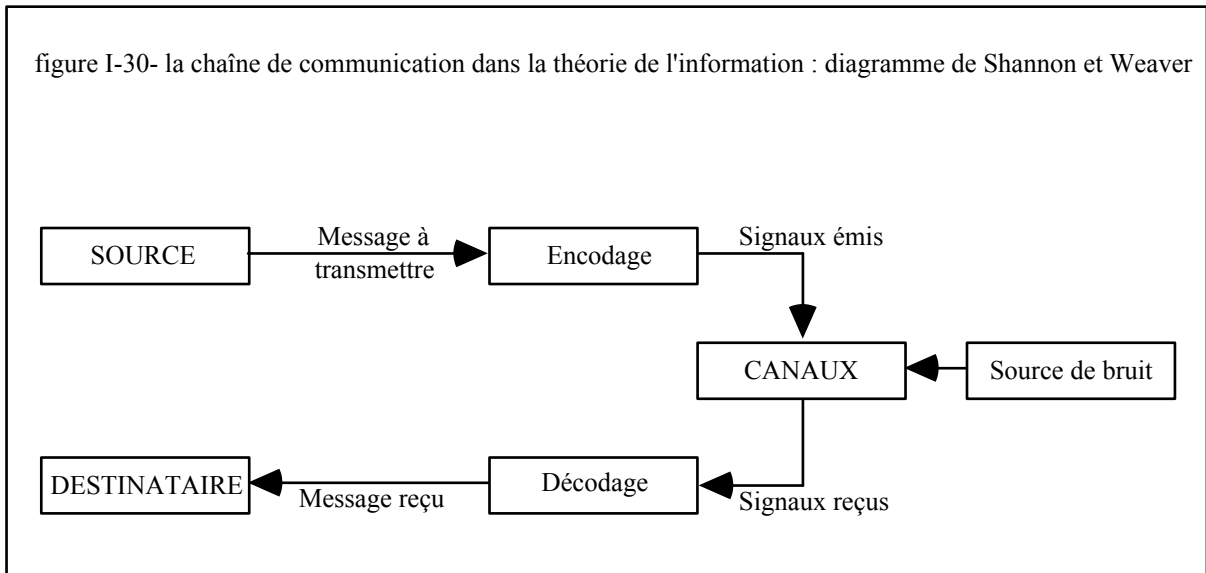 figure I-30- la chaîne de communication dans la théorie de l'information : diagramme de Shannon et Weaver
SOURCE
Message à
transmettre
Encodage
Signaux émis
CANAUX
Source de bruit
DESTINATAIRE
Message reçu
Décodage
Signaux reçus